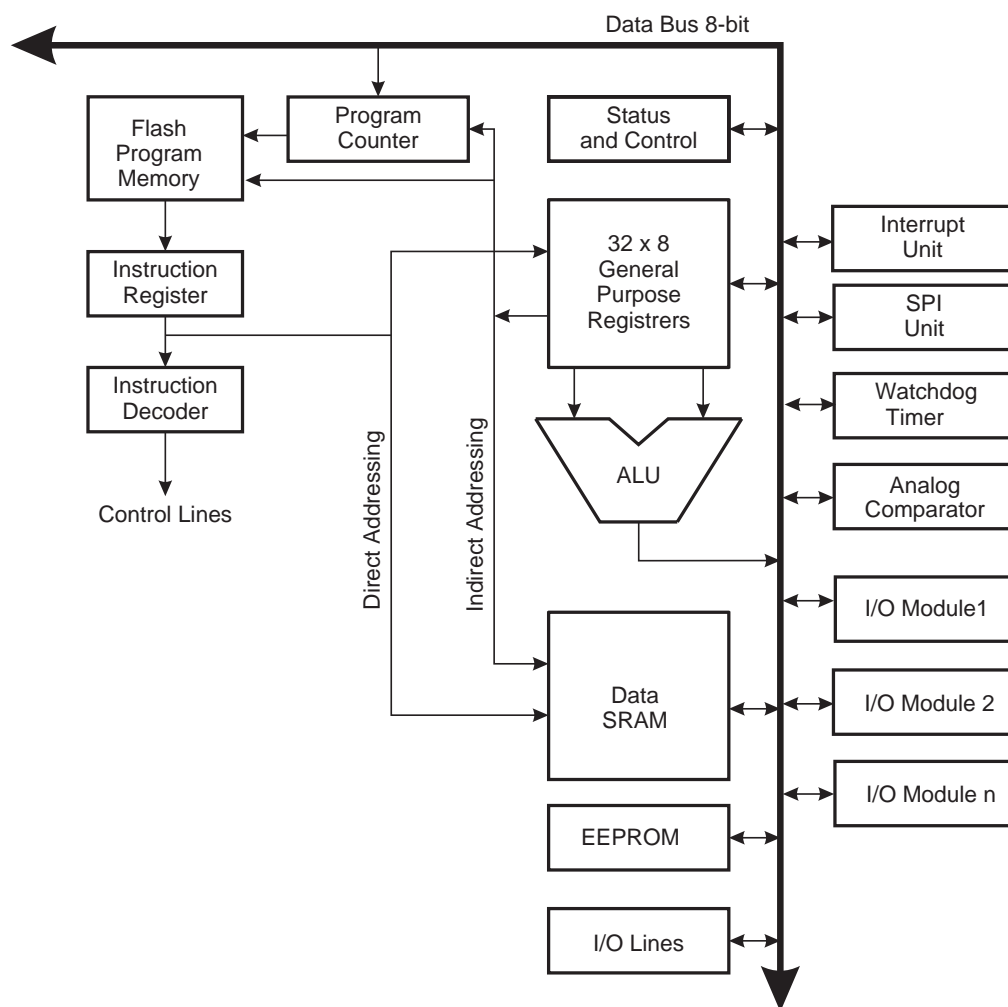 Data Bus 8-bit
Flash
Program
Memory
Program
Counter
Status
and Control
32 x 8
General
Purpose
Registrers
Interrupt
Unit
Instruction
Register
SPI
Unit
Instruction
Decoder
Watchdog
Timer
Control Lines
Direct Addressing
Indirect Addressing
ALU
Analog
Comparator
I/O Module1
Data
SRAM
I/O Module 2
I/O Module n
EEPROM
I/O Lines